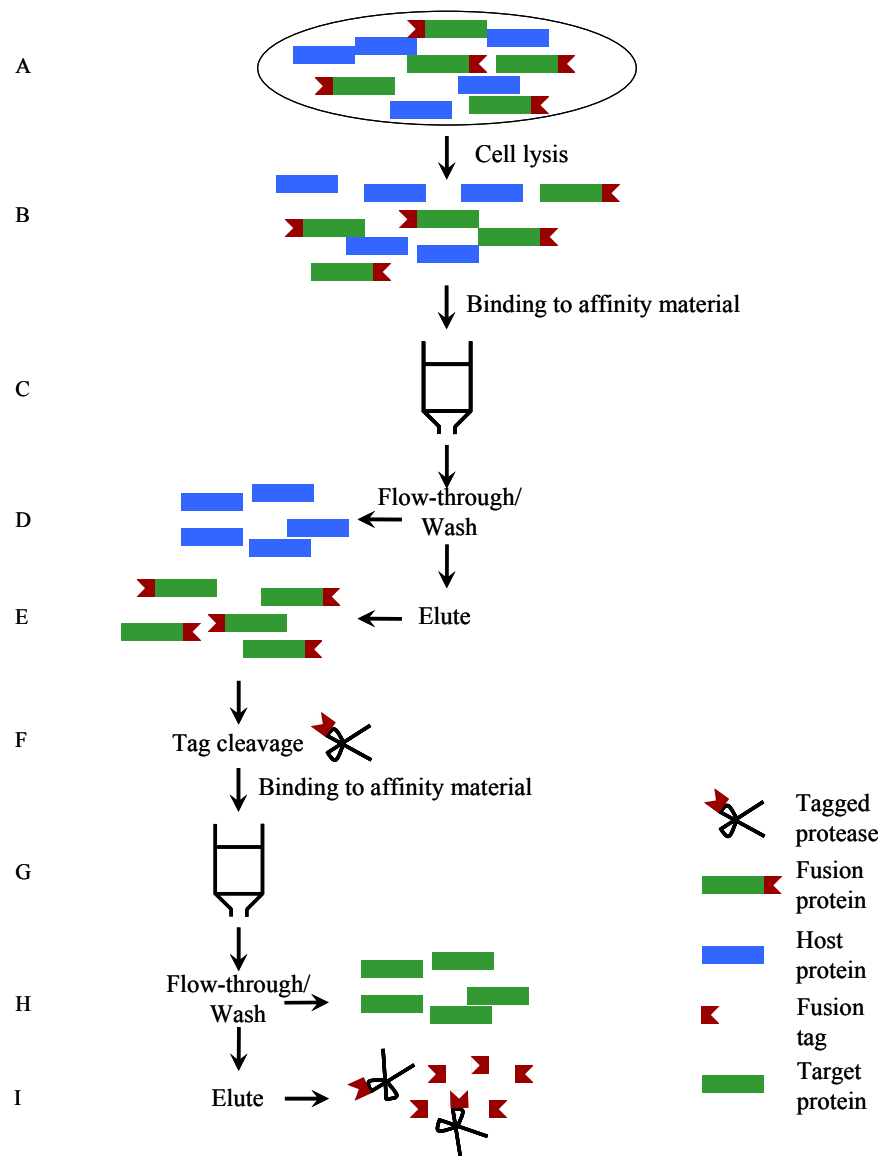 A
Cell lysis
B
Binding to affinity material
C
D
Flow-through/
Wash
E
Elute
F
Tag cleavage
Binding to affinity material
G
Flow-through/
Wash
H
I
Elute
Tagged
protease
Fusion
protein
Host
protein
Fusion
tag
Target
protein